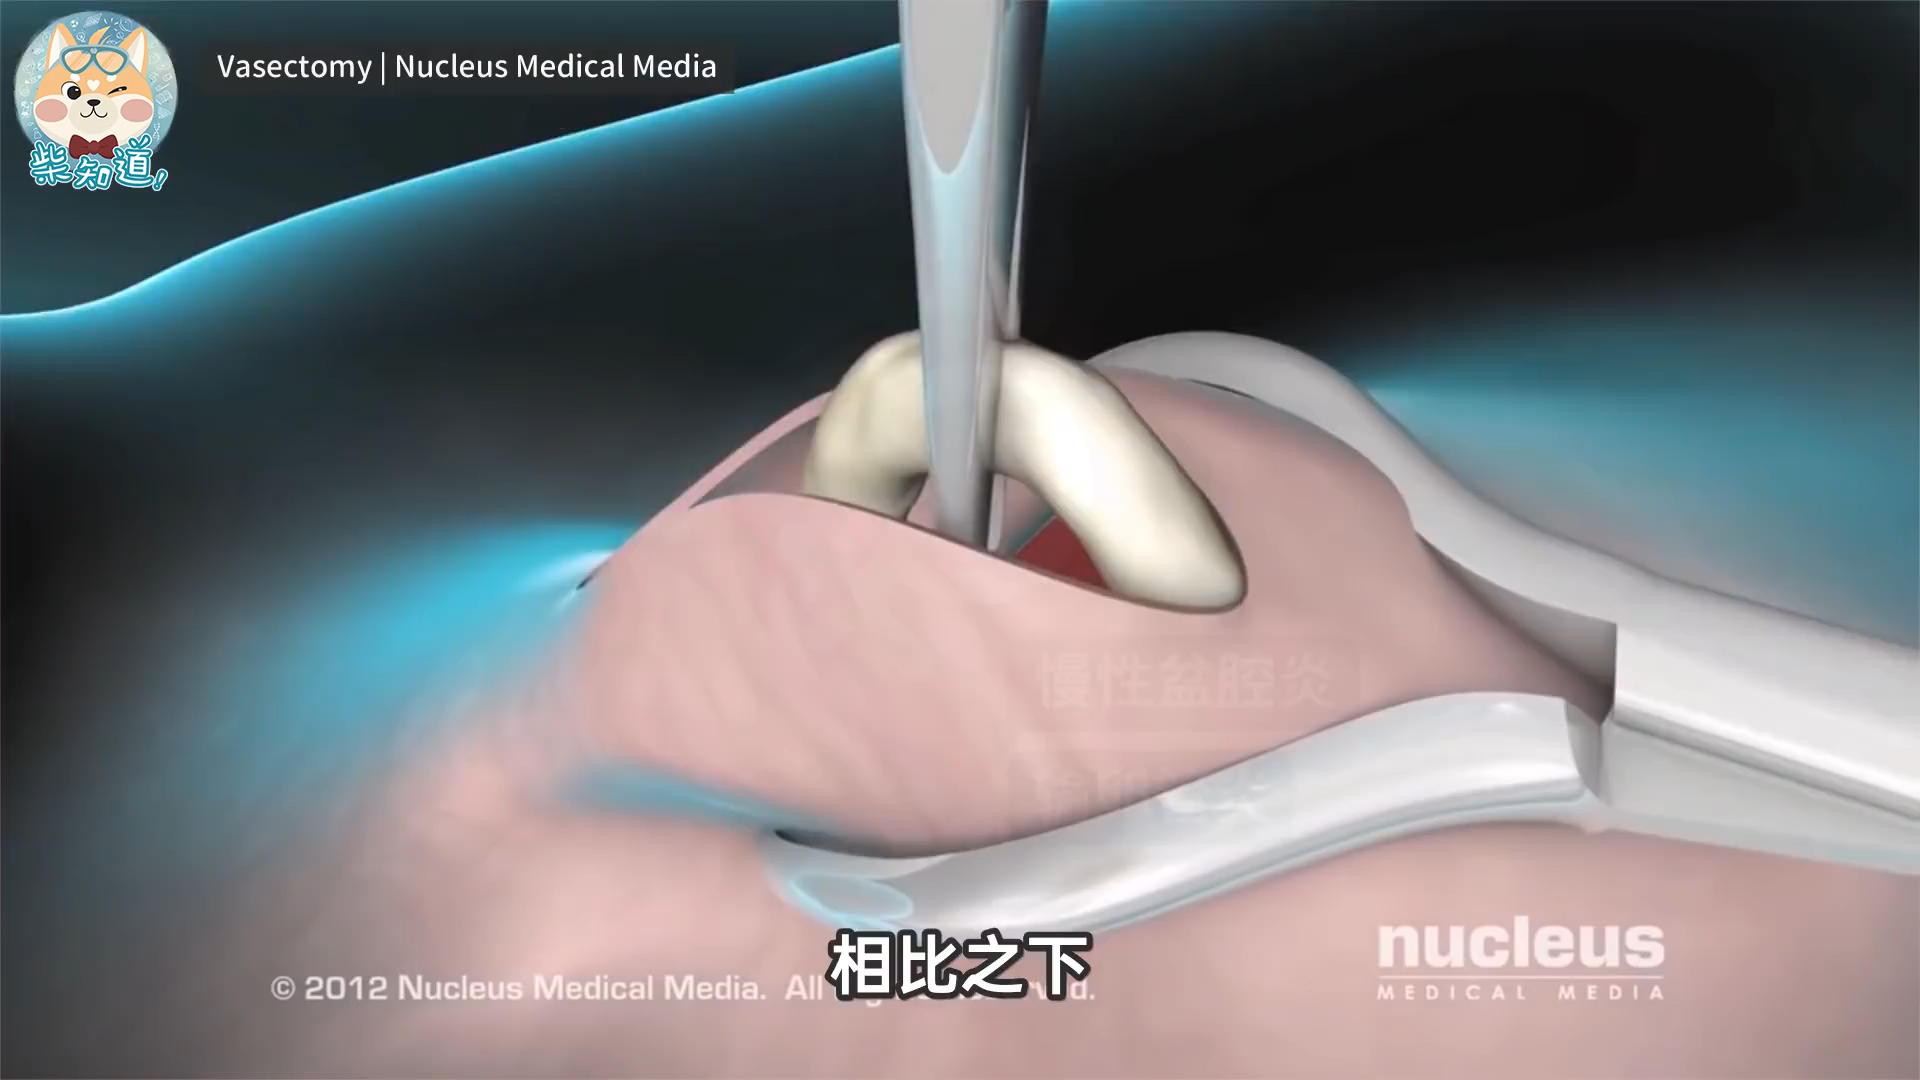 Vasectomy | Nucleus Medical Media
柴知道!
慢性盆腔炎
相比之下
© 2012 Nucleus Medical Media. All
nucleus
MEDICAL MEDIA